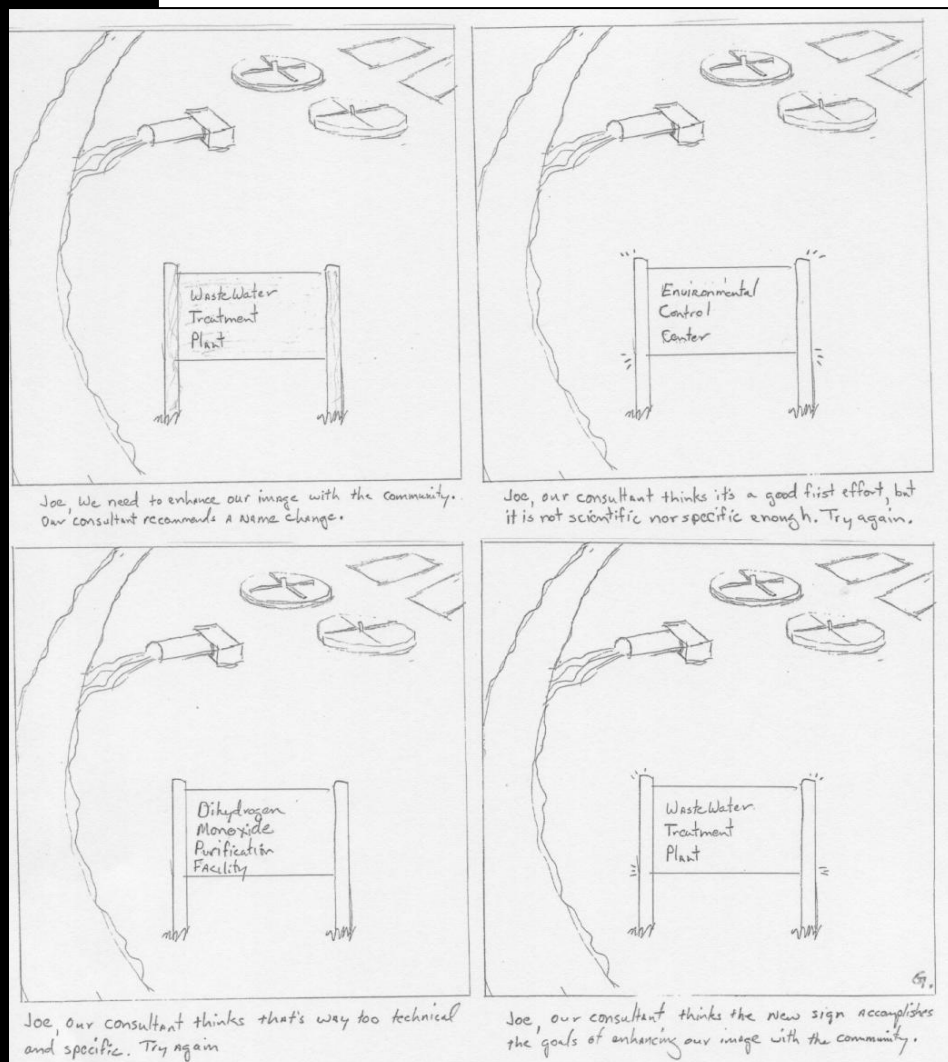 WasteWater
Treatment
Plant
Joe, We need to enhance our image with the community.
Our consultant recommends a name change.
Environmental
Control
Center
Joe, our consultant thinks it's a good first effort, but
it is not scientific nor specific enough. Try again.
Dihydrogen
Monoxide
Purification
Facility
Joe, our consultant thinks that's way too technical
and specific. Try again
WasteWater
Treatment
Plant
Joe, our consultant thinks the new sign accomplishes
the goals of enhancing our image with the community.